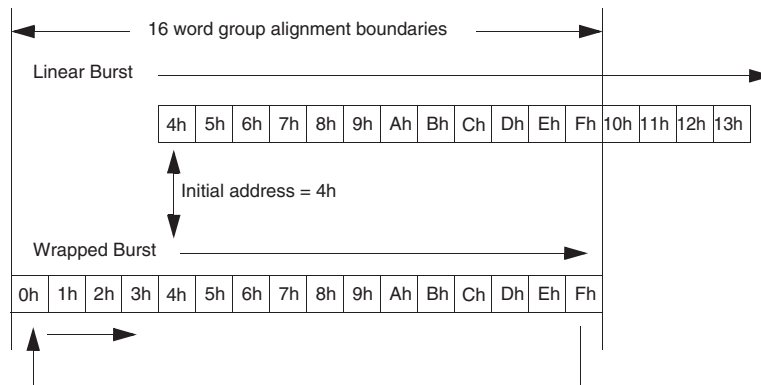 16 word group alignment boundaries
Linear Burst
4h 5h 6h 7h 8h 9h Ah Bh Ch Dh Eh Fh 10h 11h 12h 13h
Initial address = 4h
Wrapped Burst
0h 1h 2h 3h 4h 5h 6h 7h 8h 9h Ah Bh Ch Dh Eh Fh